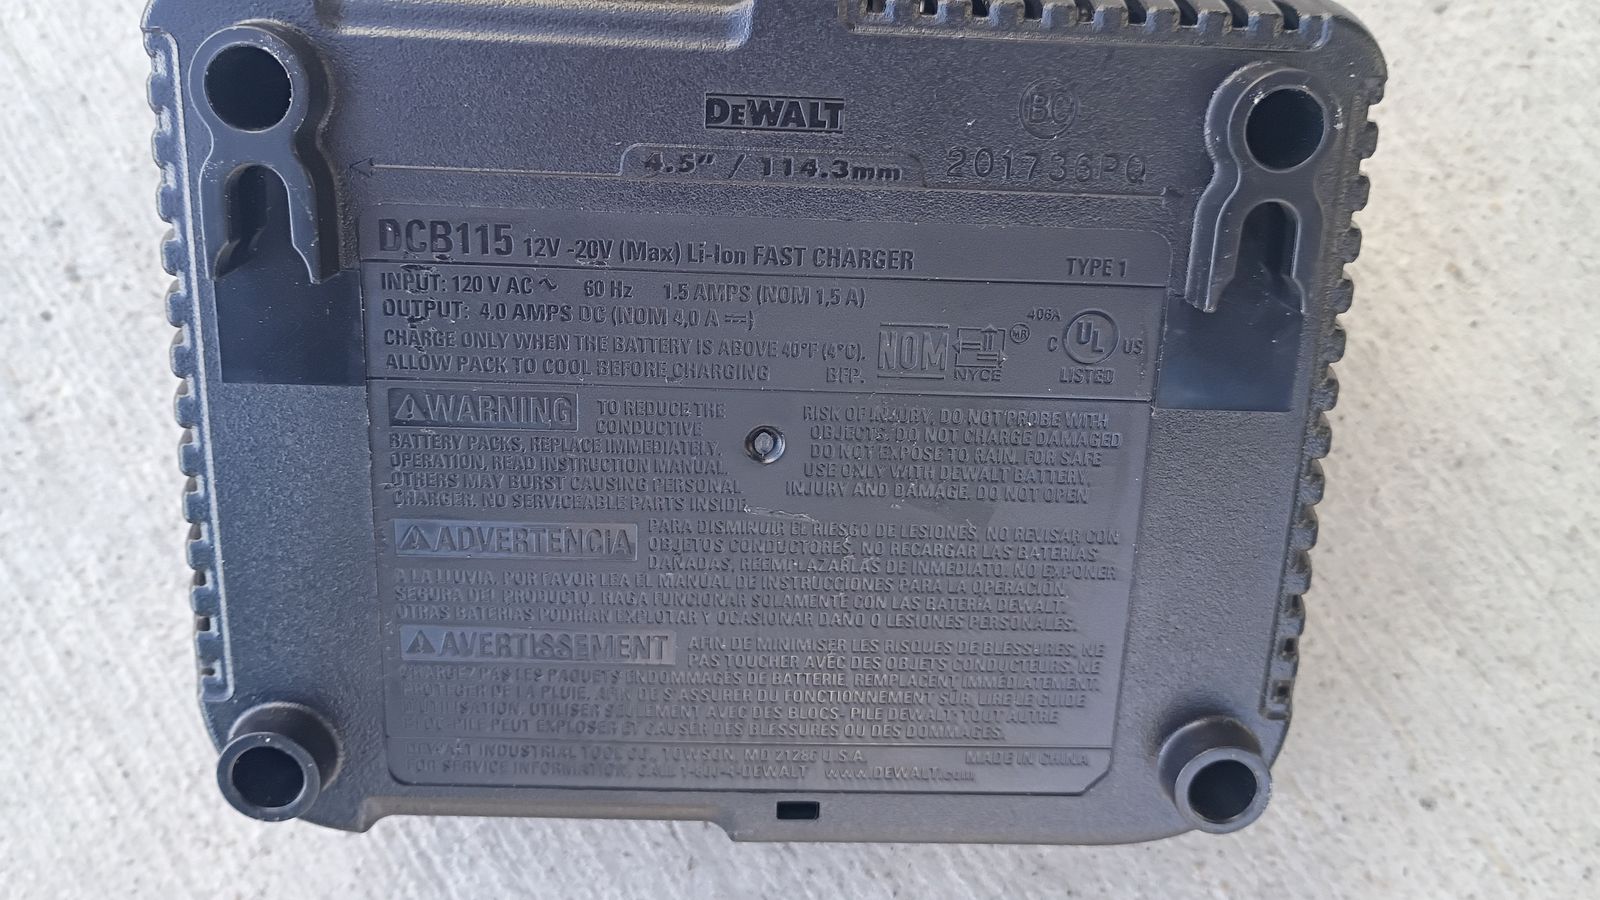 DEWALT
BC
4.5" / 114.3mm
201736PQ
DCB115 12V -20V (Max) Li-Ion FAST CHARGER
TYPE 1
INPUT: 120 V AC ∿ 60 Hz 1.5 AMPS (NOM 1,5 A)
OUTPUT: 4.0 AMPS DC (NOM 4,0 A ⎓)
CHARGE ONLY WHEN THE BATTERY IS ABOVE 40°F (4°C).
ALLOW PACK TO COOL BEFORE CHARGING BFP.
NOM
NYCE
MR
406A
C UL US
LISTED
⚠WARNING TO REDUCE THE RISK OF INJURY, DO NOT PROBE WITH
CONDUCTIVE OBJECTS. DO NOT CHARGE DAMAGED
BATTERY PACKS, REPLACE IMMEDIATELY. DO NOT EXPOSE TO RAIN. FOR SAFE
OPERATION, READ INSTRUCTION MANUAL. USE ONLY WITH DEWALT BATTERY,
OTHERS MAY BURST CAUSING PERSONAL INJURY AND DAMAGE. DO NOT OPEN
CHARGER. NO SERVICEABLE PARTS INSIDE.
⚠ADVERTENCIA PARA DISMINUIR EL RIESGO DE LESIONES, NO REVISAR CON
OBJETOS CONDUCTORES, NO RECARGAR LAS BATERIAS
DAÑADAS, REEMPLAZARLAS DE INMEDIATO. NO EXPONER
A LA LLUVIA. POR FAVOR LEA EL MANUAL DE INSTRUCCIONES PARA LA OPERACIÓN.
SEGURA DEL PRODUCTO. HAGA FUNCIONAR SOLAMENTE CON LAS BATERÍA DEWALT.
OTRAS BATERIAS PODRIAN EXPLOTAR Y OCASIONAR DAÑO O LESIONES PERSONALES.
⚠AVERTISSEMENT AFIN DE MINIMISER LES RISQUES DE BLESSURES, NE
PAS TOUCHER AVEC DES OBJETS CONDUCTEURS. NE
CHARGEZ PAS LES PAQUETS ENDOMMAGES DE BATTERIE, REMPLACENT IMMÉDIATEMENT.
PROTEGER DE LA PLUIE. AFIN DE S'ASSURER DU FONCTIONNEMENT SÛR, LIRE LE GUIDE
D'UTILISATION, UTILISER SEULEMENT AVEC DES BLOCS- PILE DEWALT. TOUT AUTRE
BLOC-PILE PEUT EXPLOSER ET CAUSER DES BLESSURES OU DES DOMMAGES.
DEWALT INDUSTRIAL TOOL CO., TOWSON, MD 21286 U.S.A. MADE IN CHINA
FOR SERVICE INFORMATION, CALL 1-800-4-DEWALT www.DEWALT.com